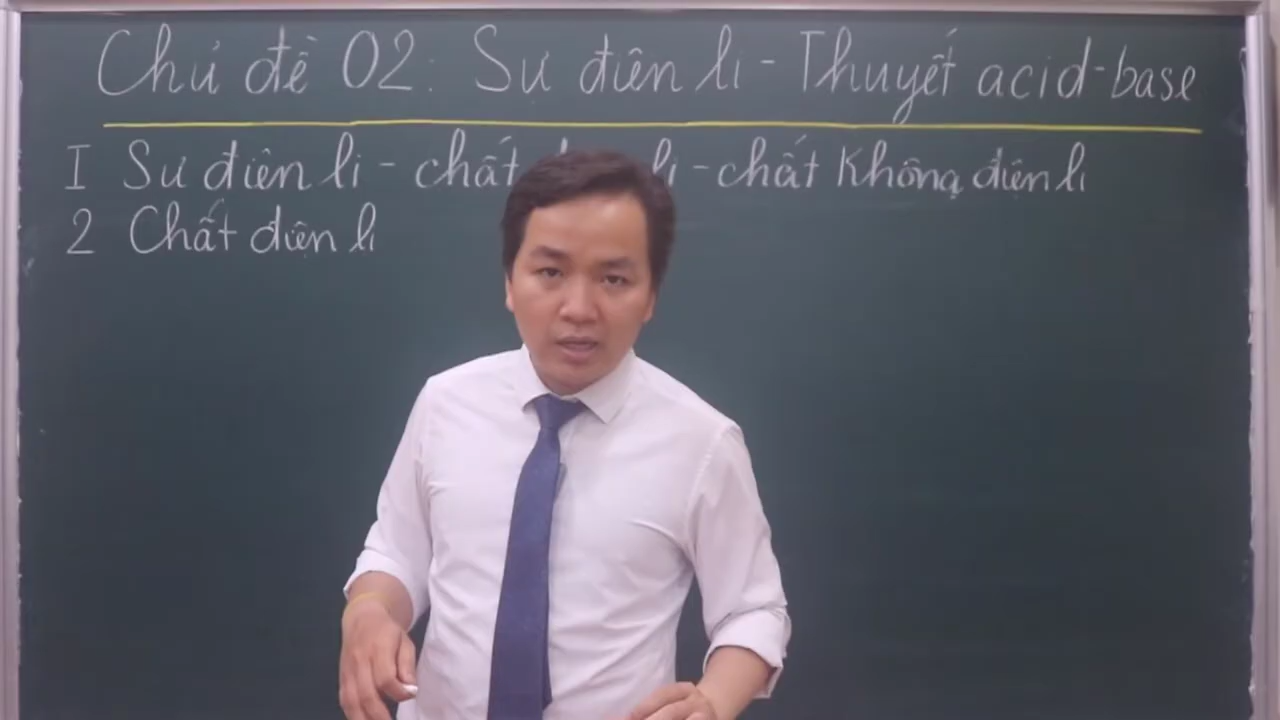 Chủ đề 02: Sự điện li - Thuyết acid-base
I Sự điện li - chất li - chất không điện li
2 Chất điện li